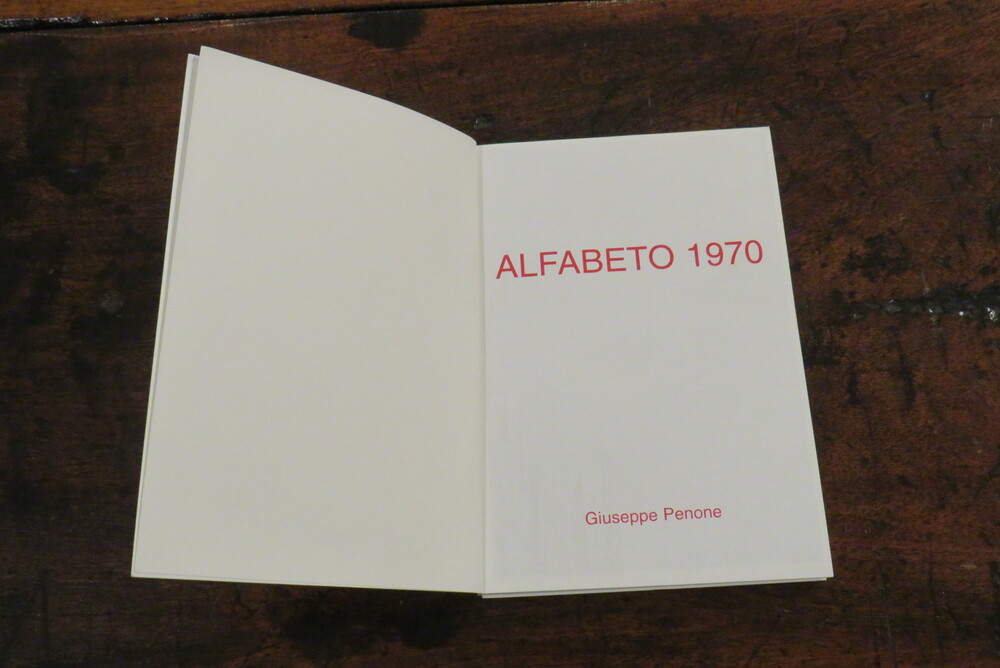 ALFABETO 1970
Giuseppe Penone